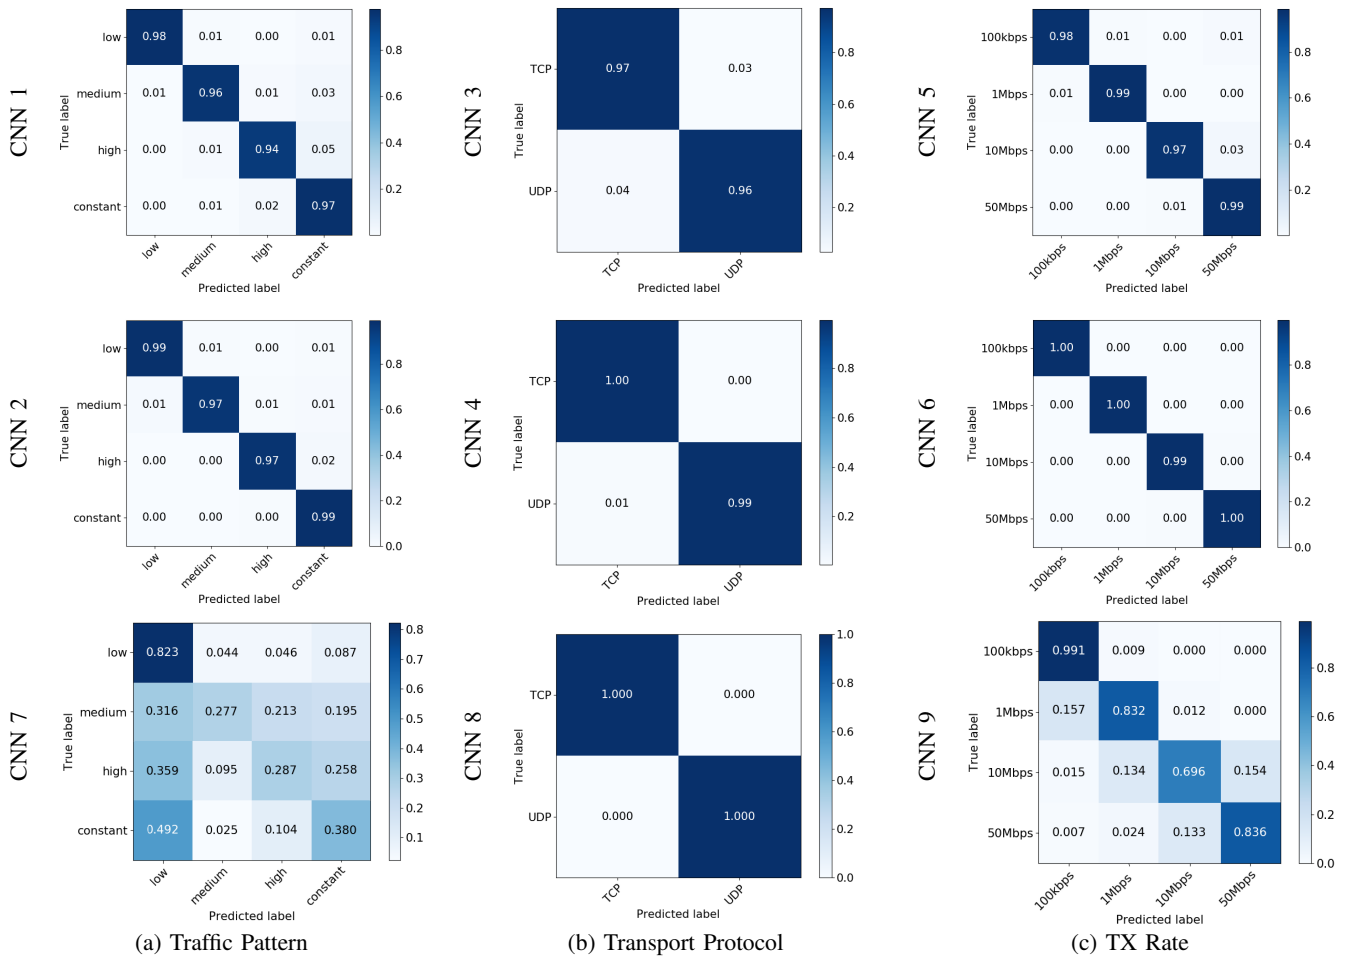 CNN 1
True label
low 0.98 0.01 0.00 0.01
medium 0.01 0.96 0.01 0.03
high 0.00 0.01 0.94 0.05
constant 0.00 0.01 0.02 0.97
low medium high constant
Predicted label
0.8
0.6
0.4
0.2
CNN 3
True label
TCP 0.97 0.03
UDP 0.04 0.96
TCP UDP
Predicted label
0.8
0.6
0.4
0.2
CNN 5
True label
100kbps 0.98 0.01 0.00 0.01
1Mbps 0.01 0.99 0.00 0.00
10Mbps 0.00 0.00 0.97 0.03
50Mbps 0.00 0.00 0.01 0.99
100kbps 1Mbps 10Mbps 50Mbps
Predicted label
0.8
0.6
0.4
0.2
CNN 2
True label
low 0.99 0.01 0.00 0.01
medium 0.01 0.97 0.01 0.01
high 0.00 0.00 0.97 0.02
constant 0.00 0.00 0.00 0.99
low medium high constant
Predicted label
0.8
0.6
0.4
0.2
0.0
CNN 4
True label
TCP 1.00 0.00
UDP 0.01 0.99
TCP UDP
Predicted label
0.8
0.6
0.4
0.2
CNN 6
True label
100kbps 1.00 0.00 0.00 0.00
1Mbps 0.00 1.00 0.00 0.00
10Mbps 0.00 0.00 0.99 0.00
50Mbps 0.00 0.00 0.00 1.00
100kbps 1Mbps 10Mbps 50Mbps
Predicted label
0.8
0.6
0.4
0.2
0.0
CNN 7
True label
low 0.823 0.044 0.046 0.087
medium 0.316 0.277 0.213 0.195
high 0.359 0.095 0.287 0.258
constant 0.492 0.025 0.104 0.380
low medium high constant
Predicted label
0.8
0.7
0.6
0.5
0.4
0.3
0.2
0.1
CNN 8
True label
TCP 1.000 0.000
UDP 0.000 1.000
TCP UDP
Predicted label
1.0
0.8
0.6
0.4
0.2
0.0
CNN 9
True label
100kbps 0.991 0.009 0.000 0.000
1Mbps 0.157 0.832 0.012 0.000
10Mbps 0.015 0.134 0.696 0.154
50Mbps 0.007 0.024 0.133 0.836
100kbps 1Mbps 10Mbps 50Mbps
Predicted label
0.8
0.6
0.4
0.2
0.0
(a) Traffic Pattern
(b) Transport Protocol
(c) TX Rate